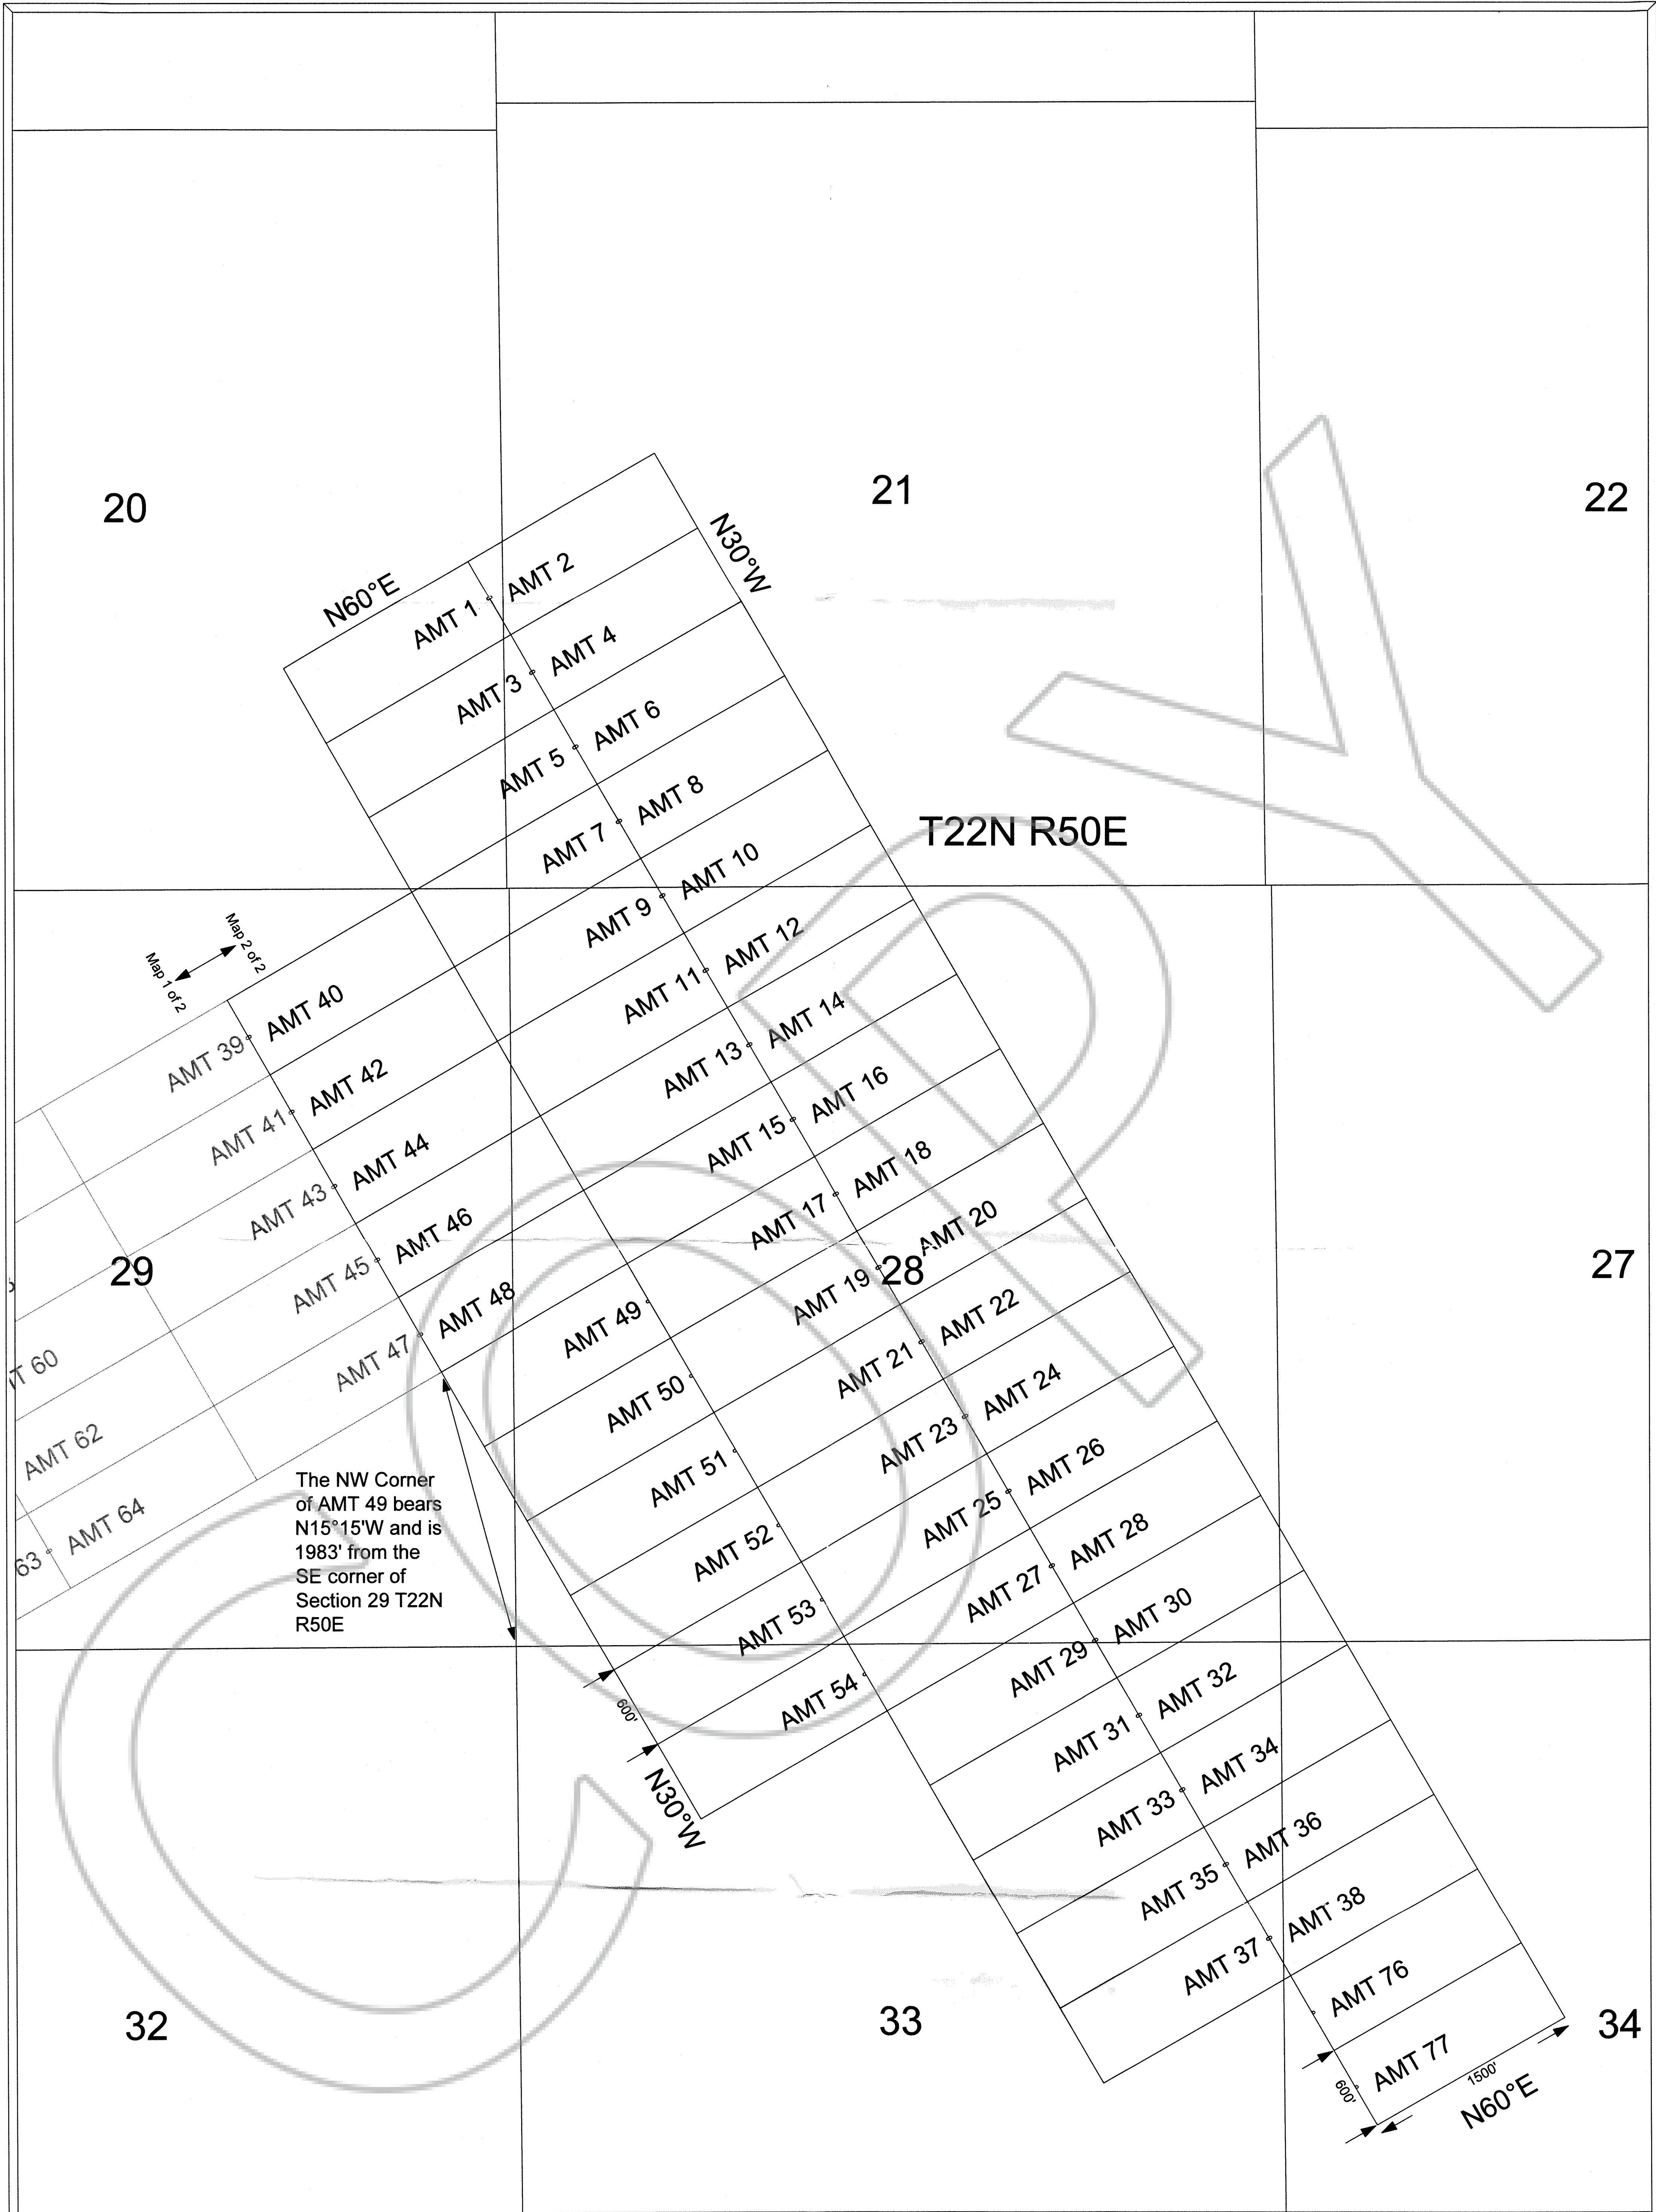 20
21
22
N60°E
N30°W
AMT 1
AMT 2
AMT 3
AMT 4
AMT 5
AMT 6
AMT 7
AMT 8
T22N R50E
AMT 9
AMT 10
AMT 11
AMT 12
Map 1 of 2
Map 2 of 2
AMT 39
AMT 40
AMT 13
AMT 14
AMT 41
AMT 42
AMT 15
AMT 16
AMT 43
AMT 44
AMT 17
AMT 18
AMT 45
AMT 46
AMT 19
AMT 20
29
28
27
AMT 47
AMT 48
AMT 49
AMT 21
AMT 22
T 60
AMT 50
AMT 23
AMT 24
AMT 62
AMT 51
AMT 25
AMT 26
63
AMT 64
The NW Corner
of AMT 49 bears
N15°15'W and is
1983' from the
SE corner of
Section 29 T22N
R50E
AMT 52
AMT 27
AMT 28
AMT 53
AMT 29
AMT 30
600'
AMT 54
AMT 31
AMT 32
N30°W
AMT 33
AMT 34
AMT 35
AMT 36
AMT 37
AMT 38
32
33
34
AMT 76
AMT 77
600'
1500'
N60°E
COPY